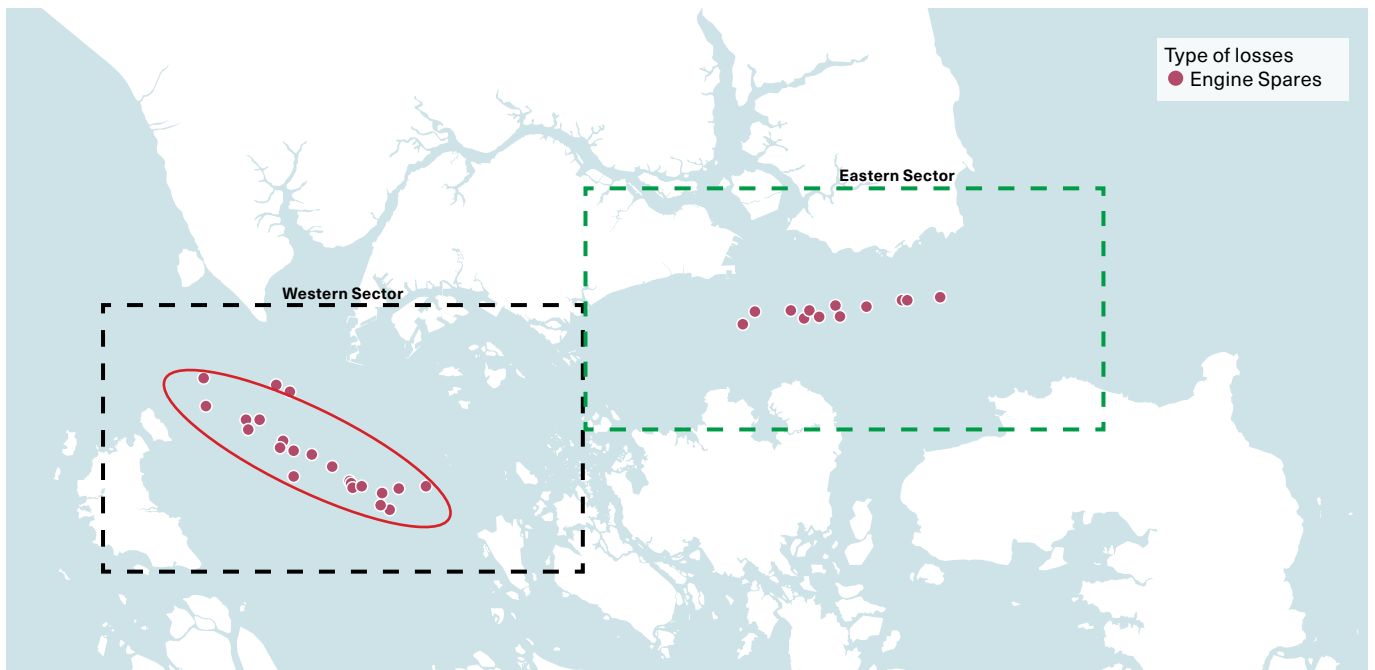 Type of losses
Engine Spares
Eastern Sector
Western Sector